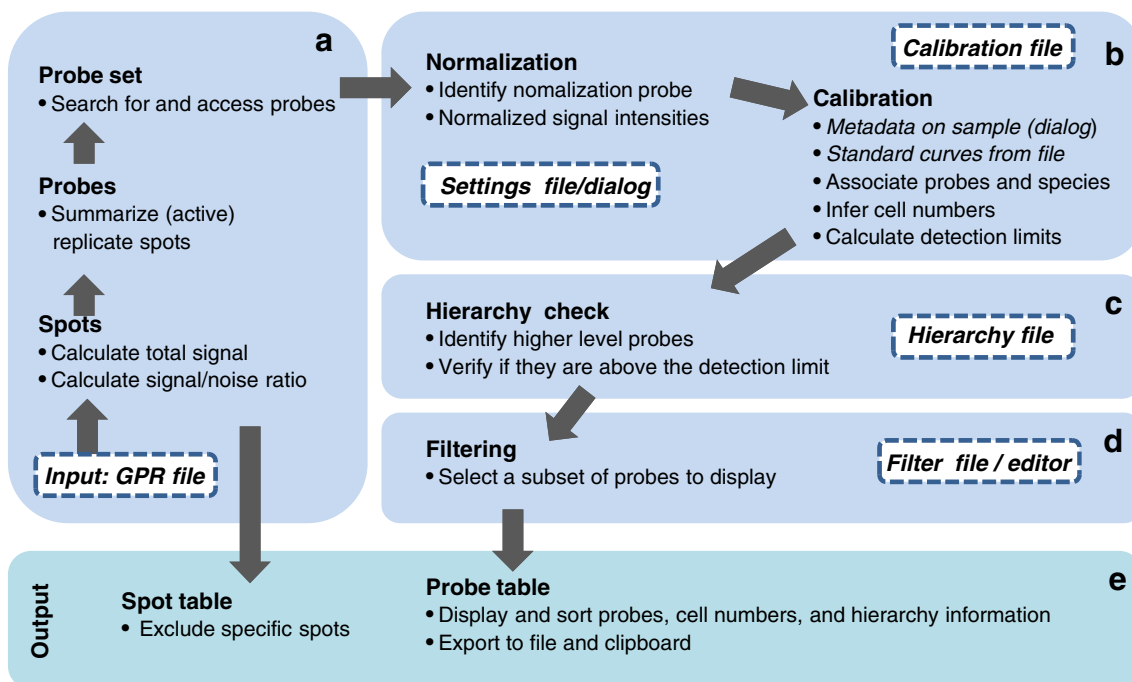 a
Probe set
• Search for and access probes
Probes
• Summarize (active)
replicate spots
Spots
• Calculate total signal
• Calculate signal/noise ratio
Input: GPR file
b
Calibration file
Normalization
• Identify nomalization probe
• Normalized signal intensities
Settings file/dialog
Calibration
• Metadata on sample (dialog)
• Standard curves from file
• Associate probes and species
• Infer cell numbers
• Calculate detection limits
c
Hierarchy check
• Identify higher level probes
• Verify if they are above the detection limit
Hierarchy file
d
Filtering
• Select a subset of probes to display
Filter file / editor
e
Output
Spot table
• Exclude specific spots
Probe table
• Display and sort probes, cell numbers, and hierarchy information
• Export to file and clipboard